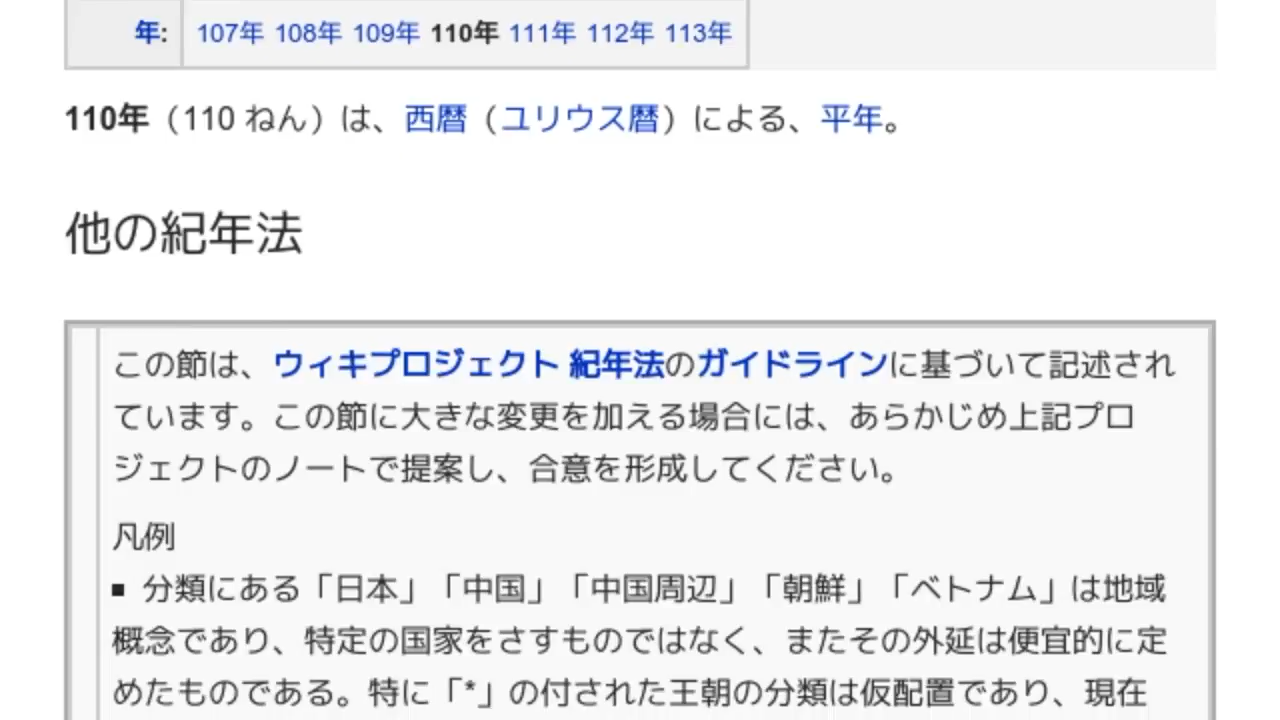 年: 107年 108年 109年 110年 111年 112年 113年
110年（110 ねん）は、西暦（ユリウス暦）による、平年。
他の紀年法
この節は、ウィキプロジェクト 紀年法のガイドラインに基づいて記述され
ています。この節に大きな変更を加える場合には、あらかじめ上記プロ
ジェクトのノートで提案し、合意を形成してください。
凡例
▪ 分類にある「日本」「中国」「中国周辺」「朝鮮」「ベトナム」は地域
概念であり、特定の国家をさすものではなく、またその外延は便宜的に定
めたものである。特に「*」の付された王朝の分類は仮配置であり、現在